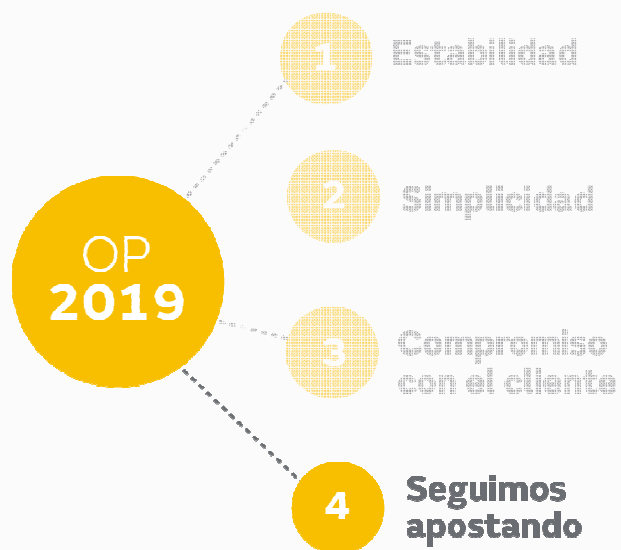 1
Estabilidad
2
Simplicidad
OP
2019
3
Compromiso
con el cliente
4
Seguimos
apostando